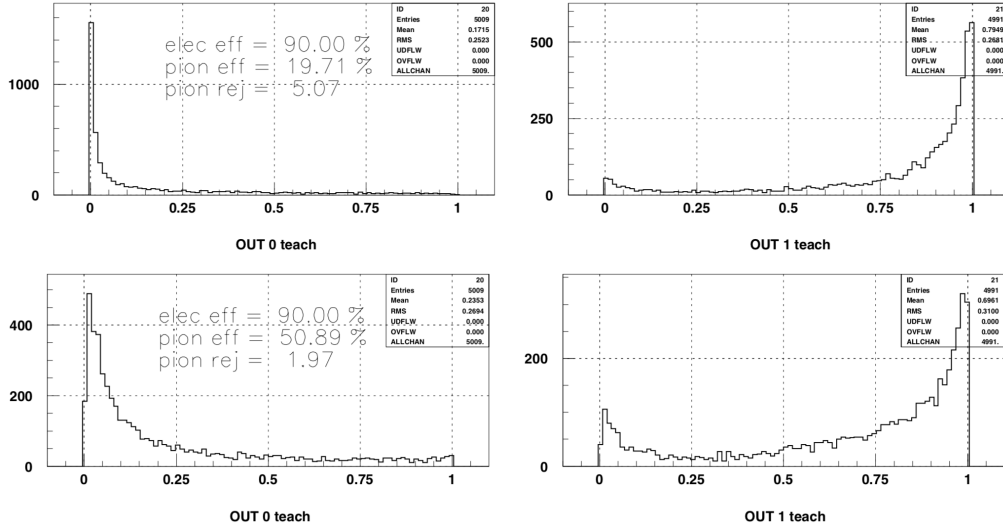 ID 20
Entries 5009
Mean 0.1715
RMS 0.2523
UDFLW 0.000
OVFLW 0.000
ALLCHAN 5009.
elec eff = 90.00 %
pion eff = 19.71 %
pion rej = 5.07
1000
0
0 0.25 0.5 0.75 1
OUT 0 teach
ID 21
Entries 4991
Mean 0.7949
RMS 0.2681
UDFLW 0.000
OVFLW 0.000
ALLCHAN 4991.
500
250
0
0 0.25 0.5 0.75 1
OUT 1 teach
ID 20
Entries 5009
Mean 0.2353
RMS 0.2694
UDFLW 0.000
OVFLW 0.000
ALLCHAN 5009.
elec eff = 90.00 %
pion eff = 50.89 %
pion rej = 1.97
400
200
0
0 0.25 0.5 0.75 1
OUT 0 teach
ID 21
Entries 4991
Mean 0.6961
RMS 0.3100
UDFLW 0.000
OVFLW 0.000
ALLCHAN 4991.
200
0
0 0.25 0.5 0.75 1
OUT 1 teach